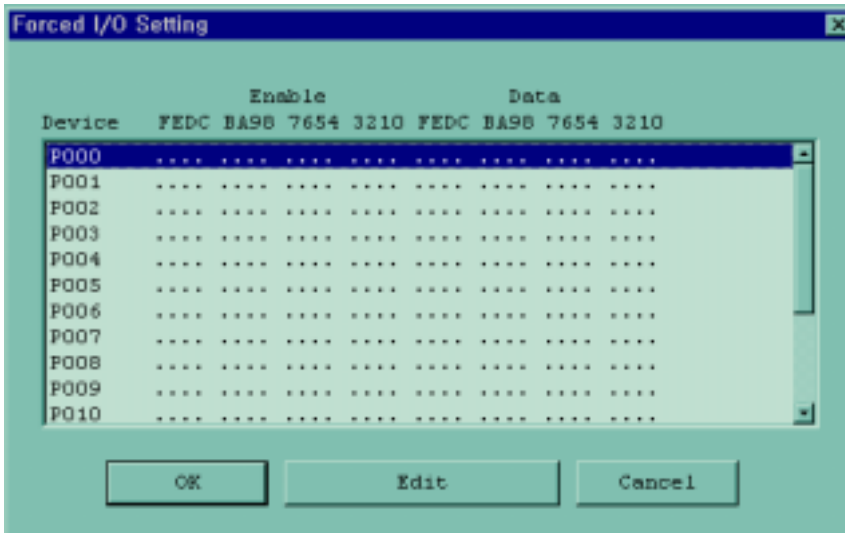 Forced I/O Setting
Enable Data
Device FEDC BA98 7654 3210 FEDC BA98 7654 3210
P000 .... .... .... .... .... .... .... ....
P001 .... .... .... .... .... .... .... ....
P002 .... .... .... .... .... .... .... ....
P003 .... .... .... .... .... .... .... ....
P004 .... .... .... .... .... .... .... ....
P005 .... .... .... .... .... .... .... ....
P006 .... .... .... .... .... .... .... ....
P007 .... .... .... .... .... .... .... ....
P008 .... .... .... .... .... .... .... ....
P009 .... .... .... .... .... .... .... ....
P010 .... .... .... .... .... .... .... ....
OK Edit Cancel